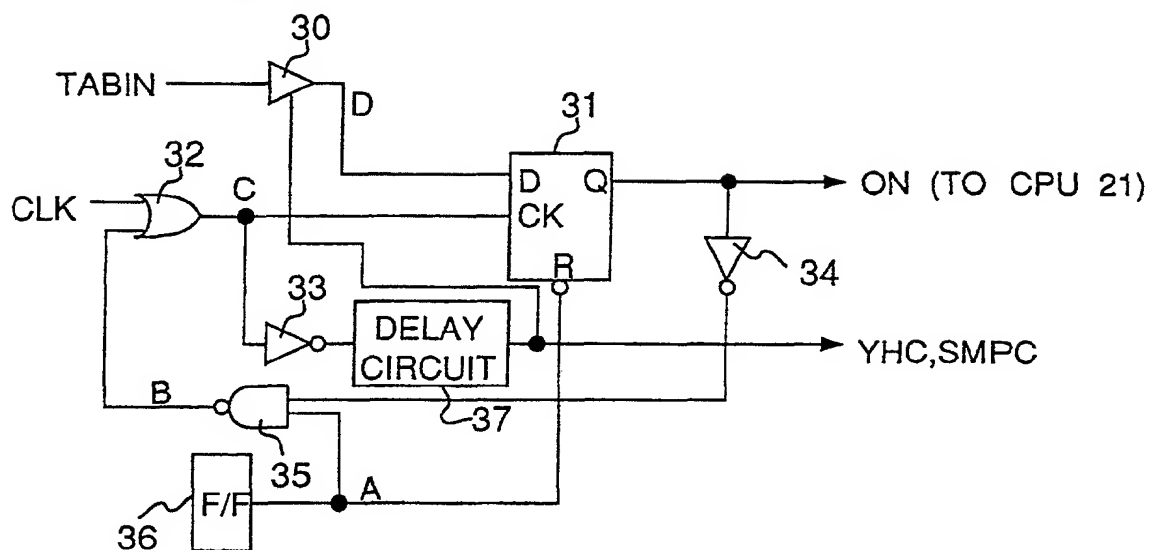 30
TABIN
D
31
32
C
D Q
ON (TO CPU 21)
CLK
CK
R
34
33
DELAY
CIRCUIT
YHC,SMPC
B
37
35
A
F/F
36